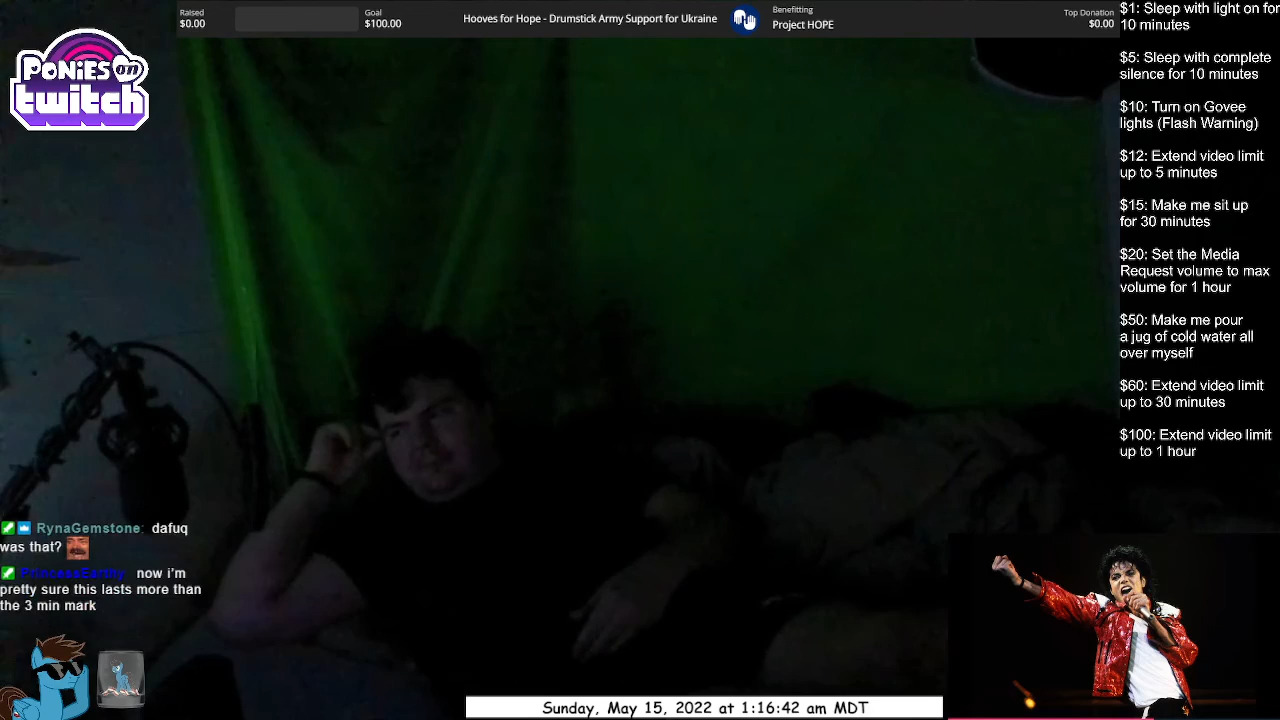 Raised
$0.00
Goal
$100.00
Hooves for Hope - Drumstick Army Support for Ukraine
Benefitting
Project HOPE
Top Donation
$0.00
PONIES on
twitch
$1: Sleep with light on for
10 minutes
$5: Sleep with complete
silence for 10 minutes
$10: Turn on Govee
lights (Flash Warning)
$12: Extend video limit
up to 5 minutes
$15: Make me sit up
for 30 minutes
$20: Set the Media
Request volume to max
volume for 1 hour
$50: Make me pour
a jug of cold water all
over myself
$60: Extend video limit
up to 30 minutes
$100: Extend video limit
up to 1 hour
RynaGemstone: dafuq
was that?
PrincessEarthy now i'm
pretty sure this lasts more than
the 3 min mark
Sunday, May 15, 2022 at 1:16:42 am MDT